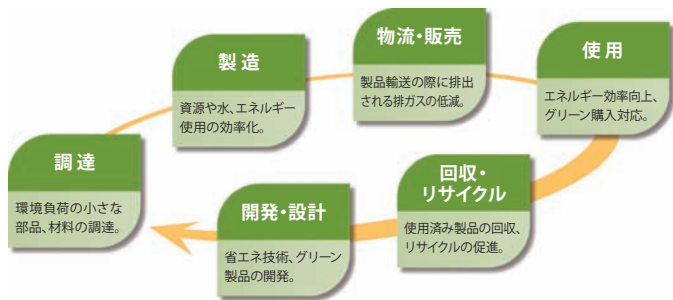 調達
環境負荷の小さな
部品、材料の調達。
製造
資源や水、エネルギー
使用の効率化。
物流・販売
製品輸送の際に排出
される排ガスの低減。
使用
エネルギー効率向上、
グリーン購入対応。
回収・
リサイクル
使用済み製品の回収、
リサイクルの促進。
開発・設計
省エネ技術、グリーン
製品の開発。